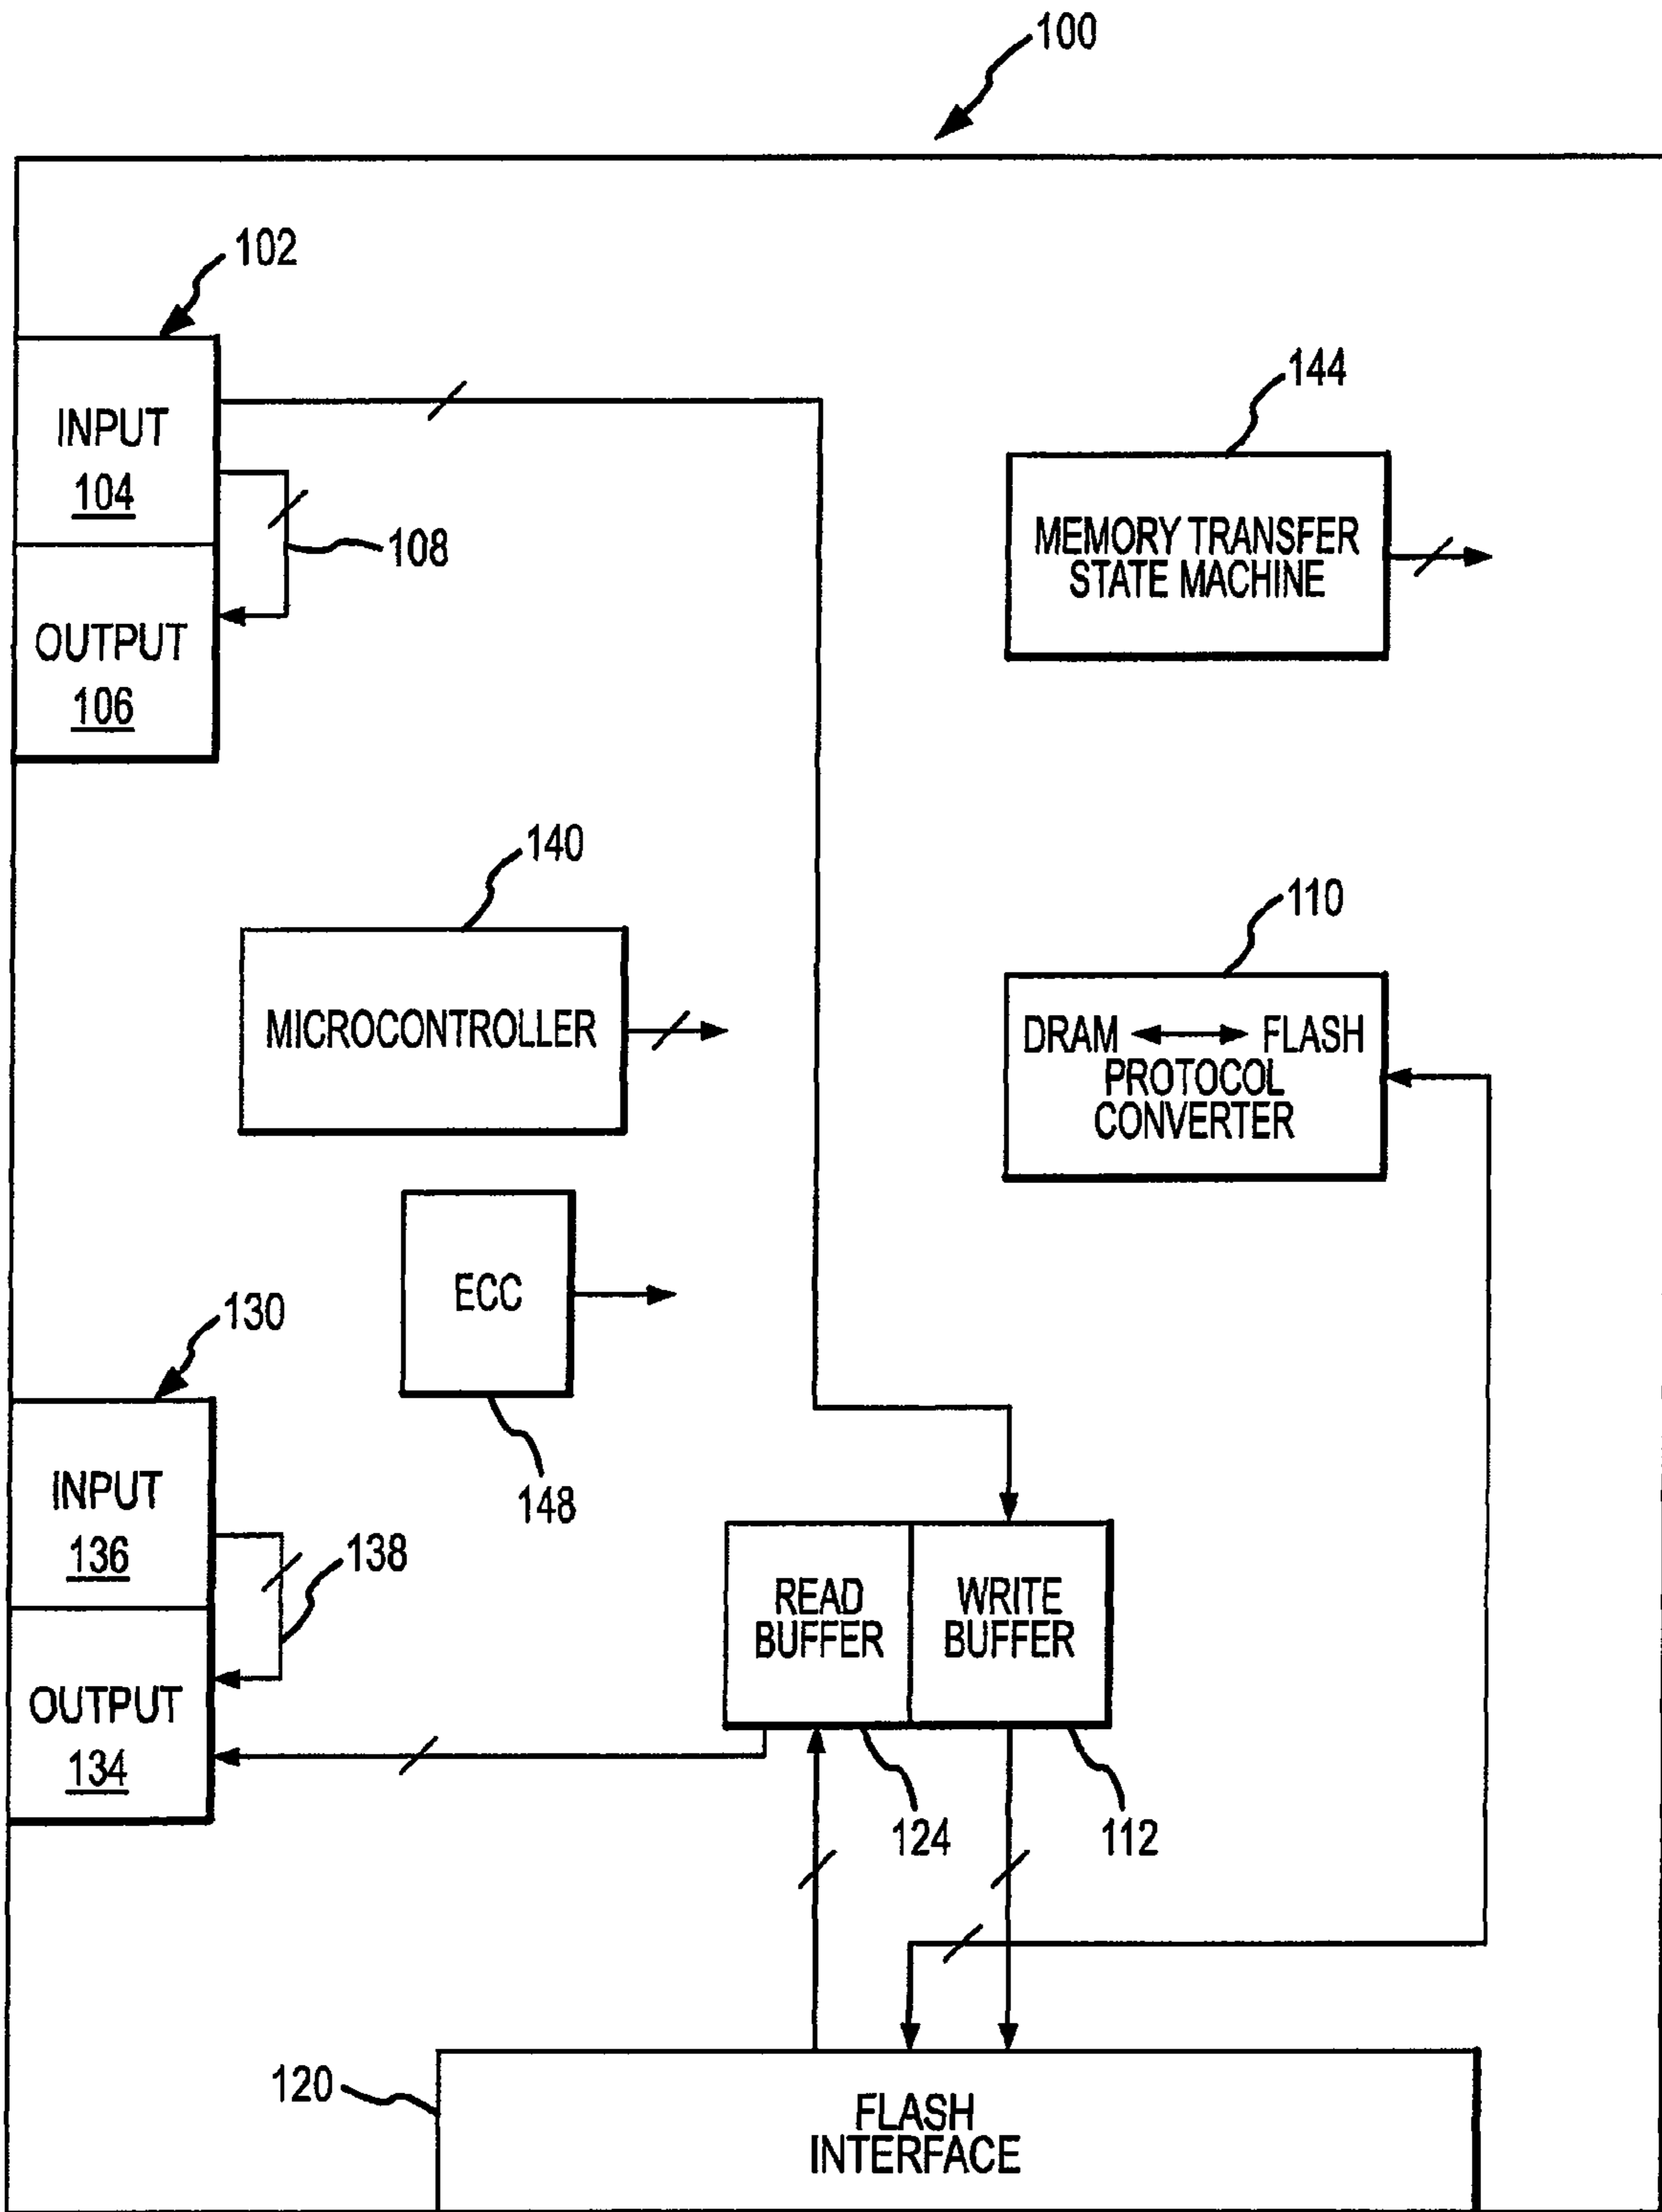 100
102
INPUT
104
108
OUTPUT
106
144
MEMORY TRANSFER
STATE MACHINE
140
MICROCONTROLLER
110
DRAM FLASH
PROTOCOL
CONVERTER
ECC
148
130
INPUT
136
138
OUTPUT
134
READ
BUFFER
WRITE
BUFFER
124
112
120
FLASH
INTERFACE